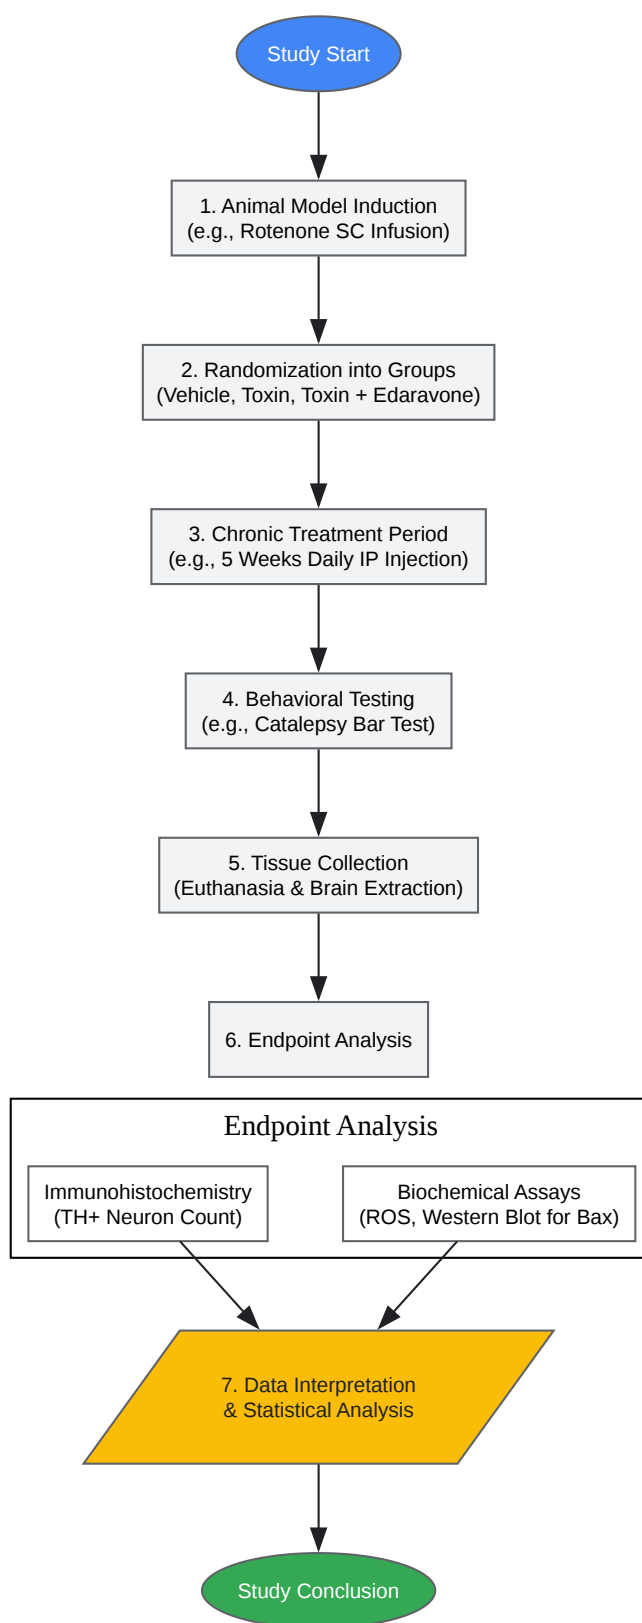 Study Start
1. Animal Model Induction
(e.g., Rotenone SC Infusion)
2. Randomization into Groups
(Vehicle, Toxin, Toxin + Edaravone)
3. Chronic Treatment Period
(e.g., 5 Weeks Daily IP Injection)
4. Behavioral Testing
(e.g., Catalepsy Bar Test)
5. Tissue Collection
(Euthanasia & Brain Extraction)
6. Endpoint Analysis
Endpoint Analysis
Immunohistochemistry
(TH+ Neuron Count)
Biochemical Assays
(ROS, Western Blot for Bax)
7. Data Interpretation
& Statistical Analysis
Study Conclusion